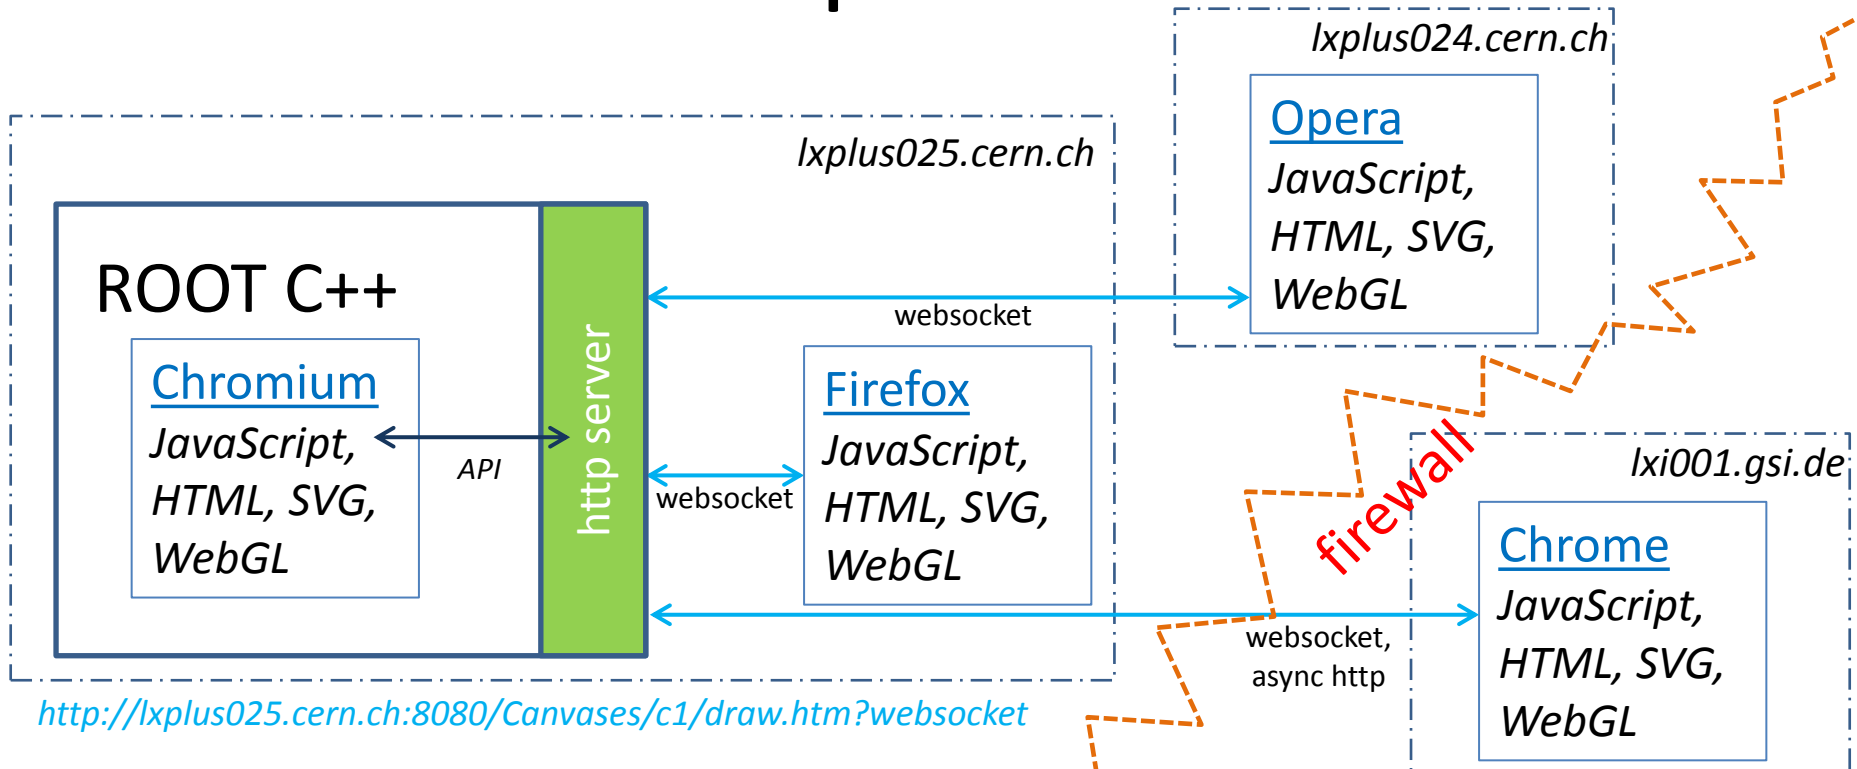 lxplus024.cern.ch
Opera
JavaScript,
HTML, SVG,
WebGL
lxplus025.cern.ch
ROOT C++
Chromium
JavaScript,
HTML, SVG,
WebGL
API
http server
websocket
websocket
Firefox
JavaScript,
HTML, SVG,
WebGL
firewall
websocket,
async http
lxi001.gsi.de
Chrome
JavaScript,
HTML, SVG,
WebGL
http://lxplus025.cern.ch:8080/Canvases/c1/draw.htm?websocket